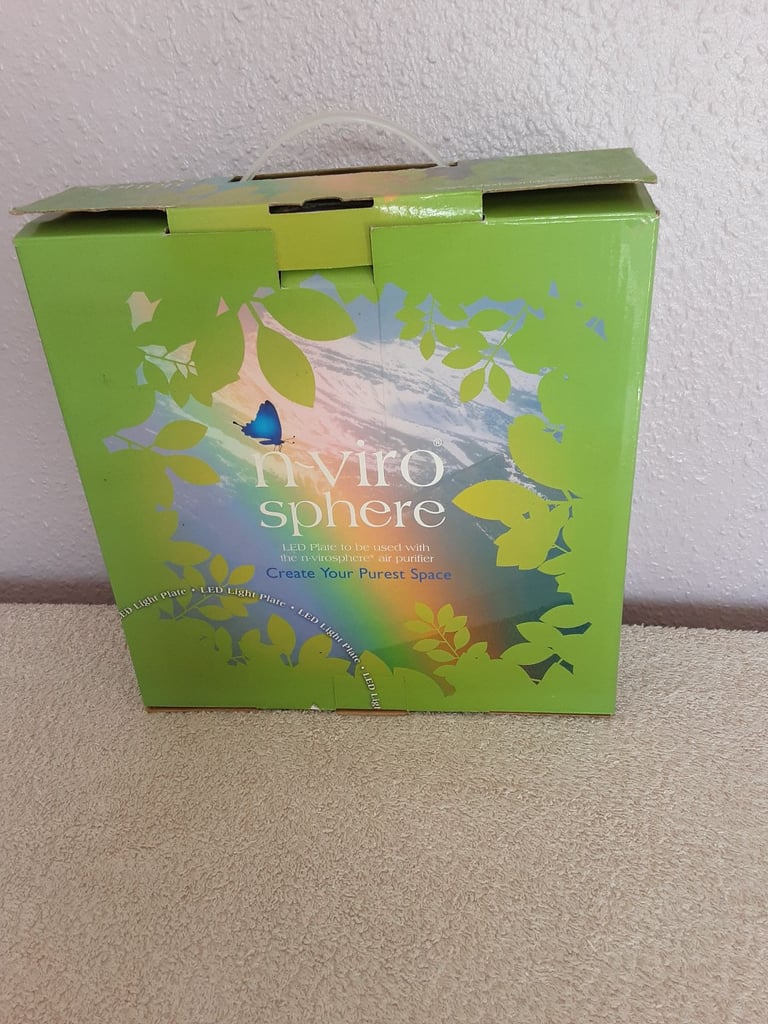 n-viro®
sphere
LED Plate to be used with
the n-virosphere® air purifier
Create Your Purest Space
Light Plate • LED Light Plate • LED Light Plate • LED Lig